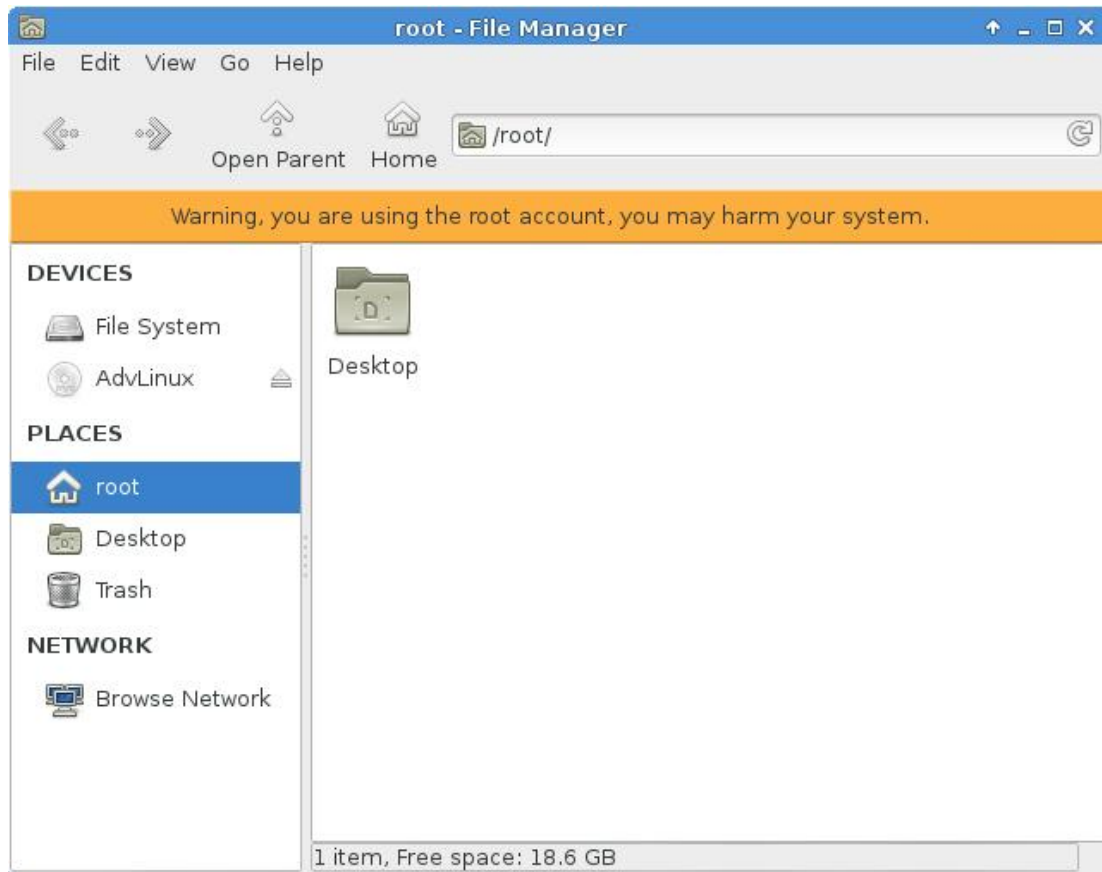 root - File Manager
File Edit View Go Help
Open Parent Home /root/
Warning, you are using the root account, you may harm your system.
DEVICES
File System
AdvLinux
PLACES
root
Desktop
Trash
NETWORK
Browse Network
Desktop
1 item, Free space: 18.6 GB